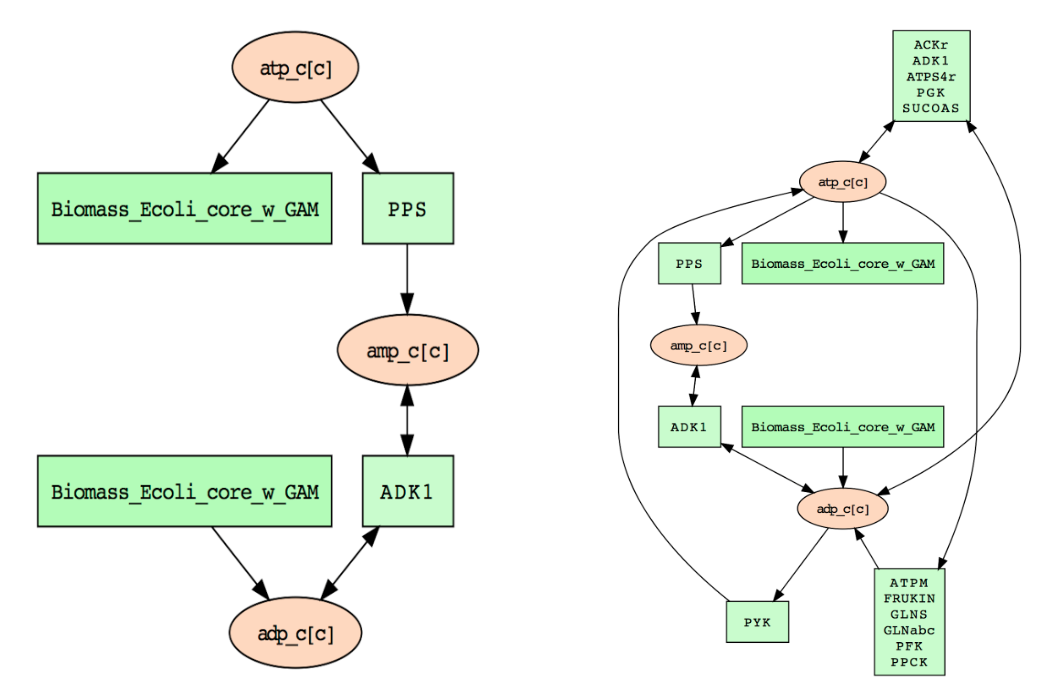 atp_c[c]
Biomass_Ecoli_core_w_GAM
PPS
amp_c[c]
Biomass_Ecoli_core_w_GAM
ADK1
adp_c[c]
ACKr
ADK1
ATPS4r
PGK
SUCOAS
atp_c[c]
PPS
Biomass_Ecoli_core_w_GAM
amp_c[c]
ADK1
Biomass_Ecoli_core_w_GAM
adp_c[c]
PYK
ATPM
FRUKIN
GLNS
GLNabc
PFK
PPCK